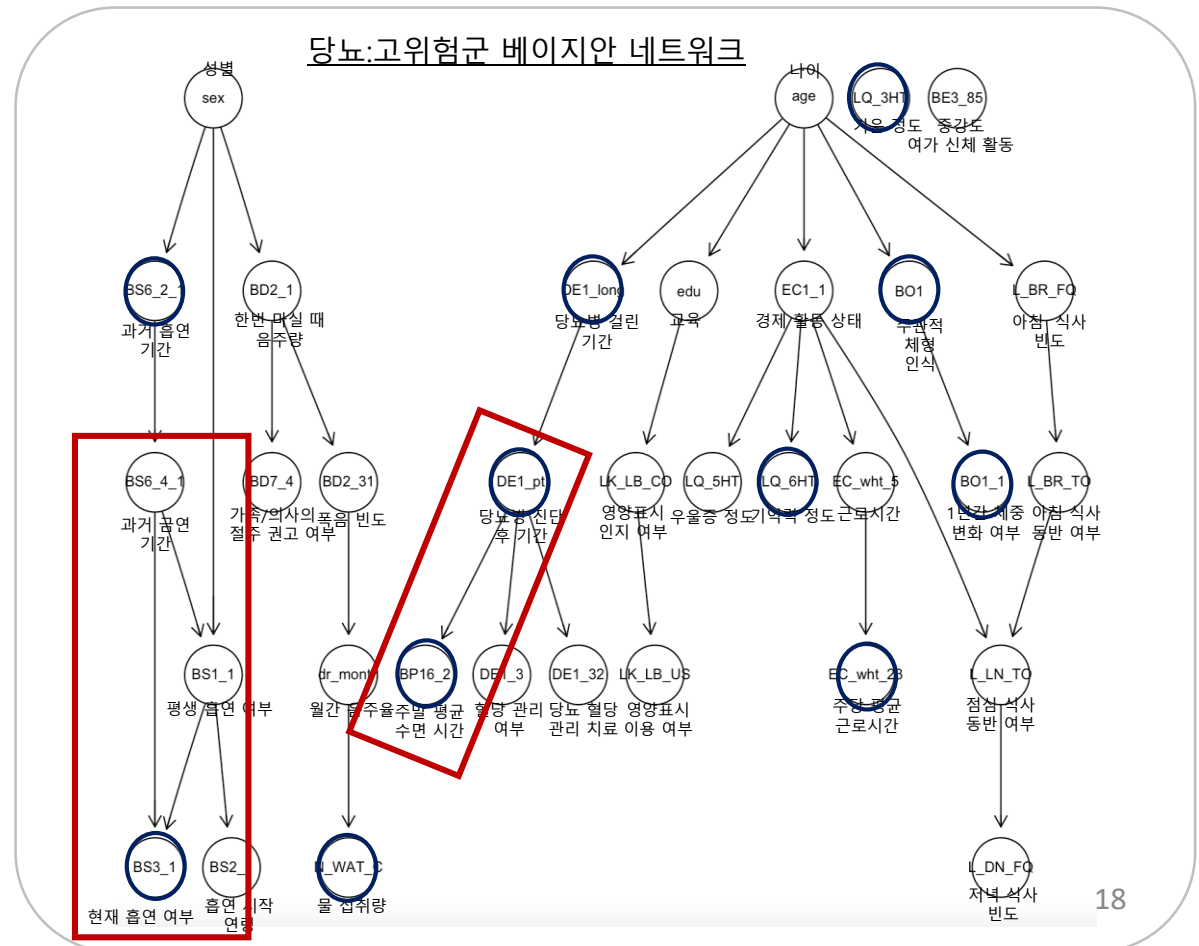 당뇨:고위험군 베이지안 네트워크
성별
sex
나이
age
LQ_3HT
BE3_85
기운 정도
중강도
여가 신체 활동
BS6_2_1
과거 흡연
기간
BD2_1
한번 마실 때
음주량
DE1_long
당뇨병 걸린
기간
edu
교육
EC1_1
경제 활동 상태
BO1
주관적
체형
인식
L_BR_FQ
아침 식사
빈도
BS6_4_1
과거 금연
기간
BD7_4
가족/의사의
절주 권고 여부
BD2_31
폭음 빈도
DE1_pt
당뇨병 진단
후 기간
LK_LB_CO
영양표시
인지 여부
LQ_5HT
우울증 정도
LQ_6HT
기억력 정도
EC_wht_5
근로시간
BO1_1
1년간 체중
변화 여부
L_BR_TO
아침 식사
동반 여부
BS1_1
평생 흡연 여부
dr_mont
월간 음주율
BP16_2
주말 평균
수면 시간
DE1_3
혈당 관리
여부
DE1_32
당뇨 혈당
관리 치료
LK_LB_US
영양표시
이용 여부
EC_wht_23
주당 평균
근로시간
L_LN_TO
점심 식사
동반 여부
BS3_1
현재 흡연 여부
BS2_
흡연 시작
연령
N_WAT_C
물 섭취량
L_DN_FQ
저녁 식사
빈도
18